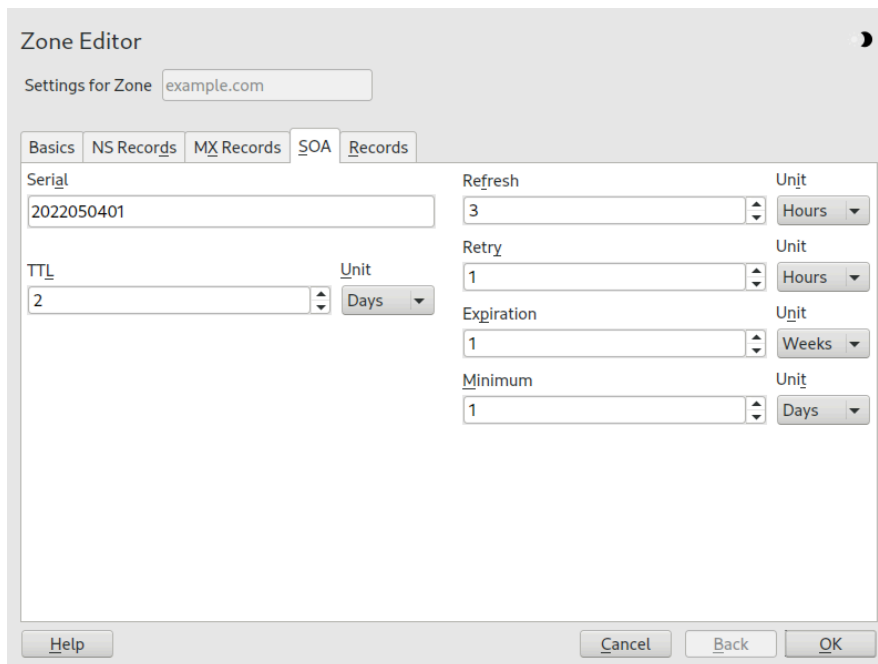 Zone Editor
Settings for Zone example.com
Basics NS Records MX Records SOA Records
Serial
2022050401
TTL Unit
2 Days
Refresh Unit
3 Hours
Retry Unit
1 Hours
Expiration Unit
1 Weeks
Minimum Unit
1 Days
Help Cancel Back OK